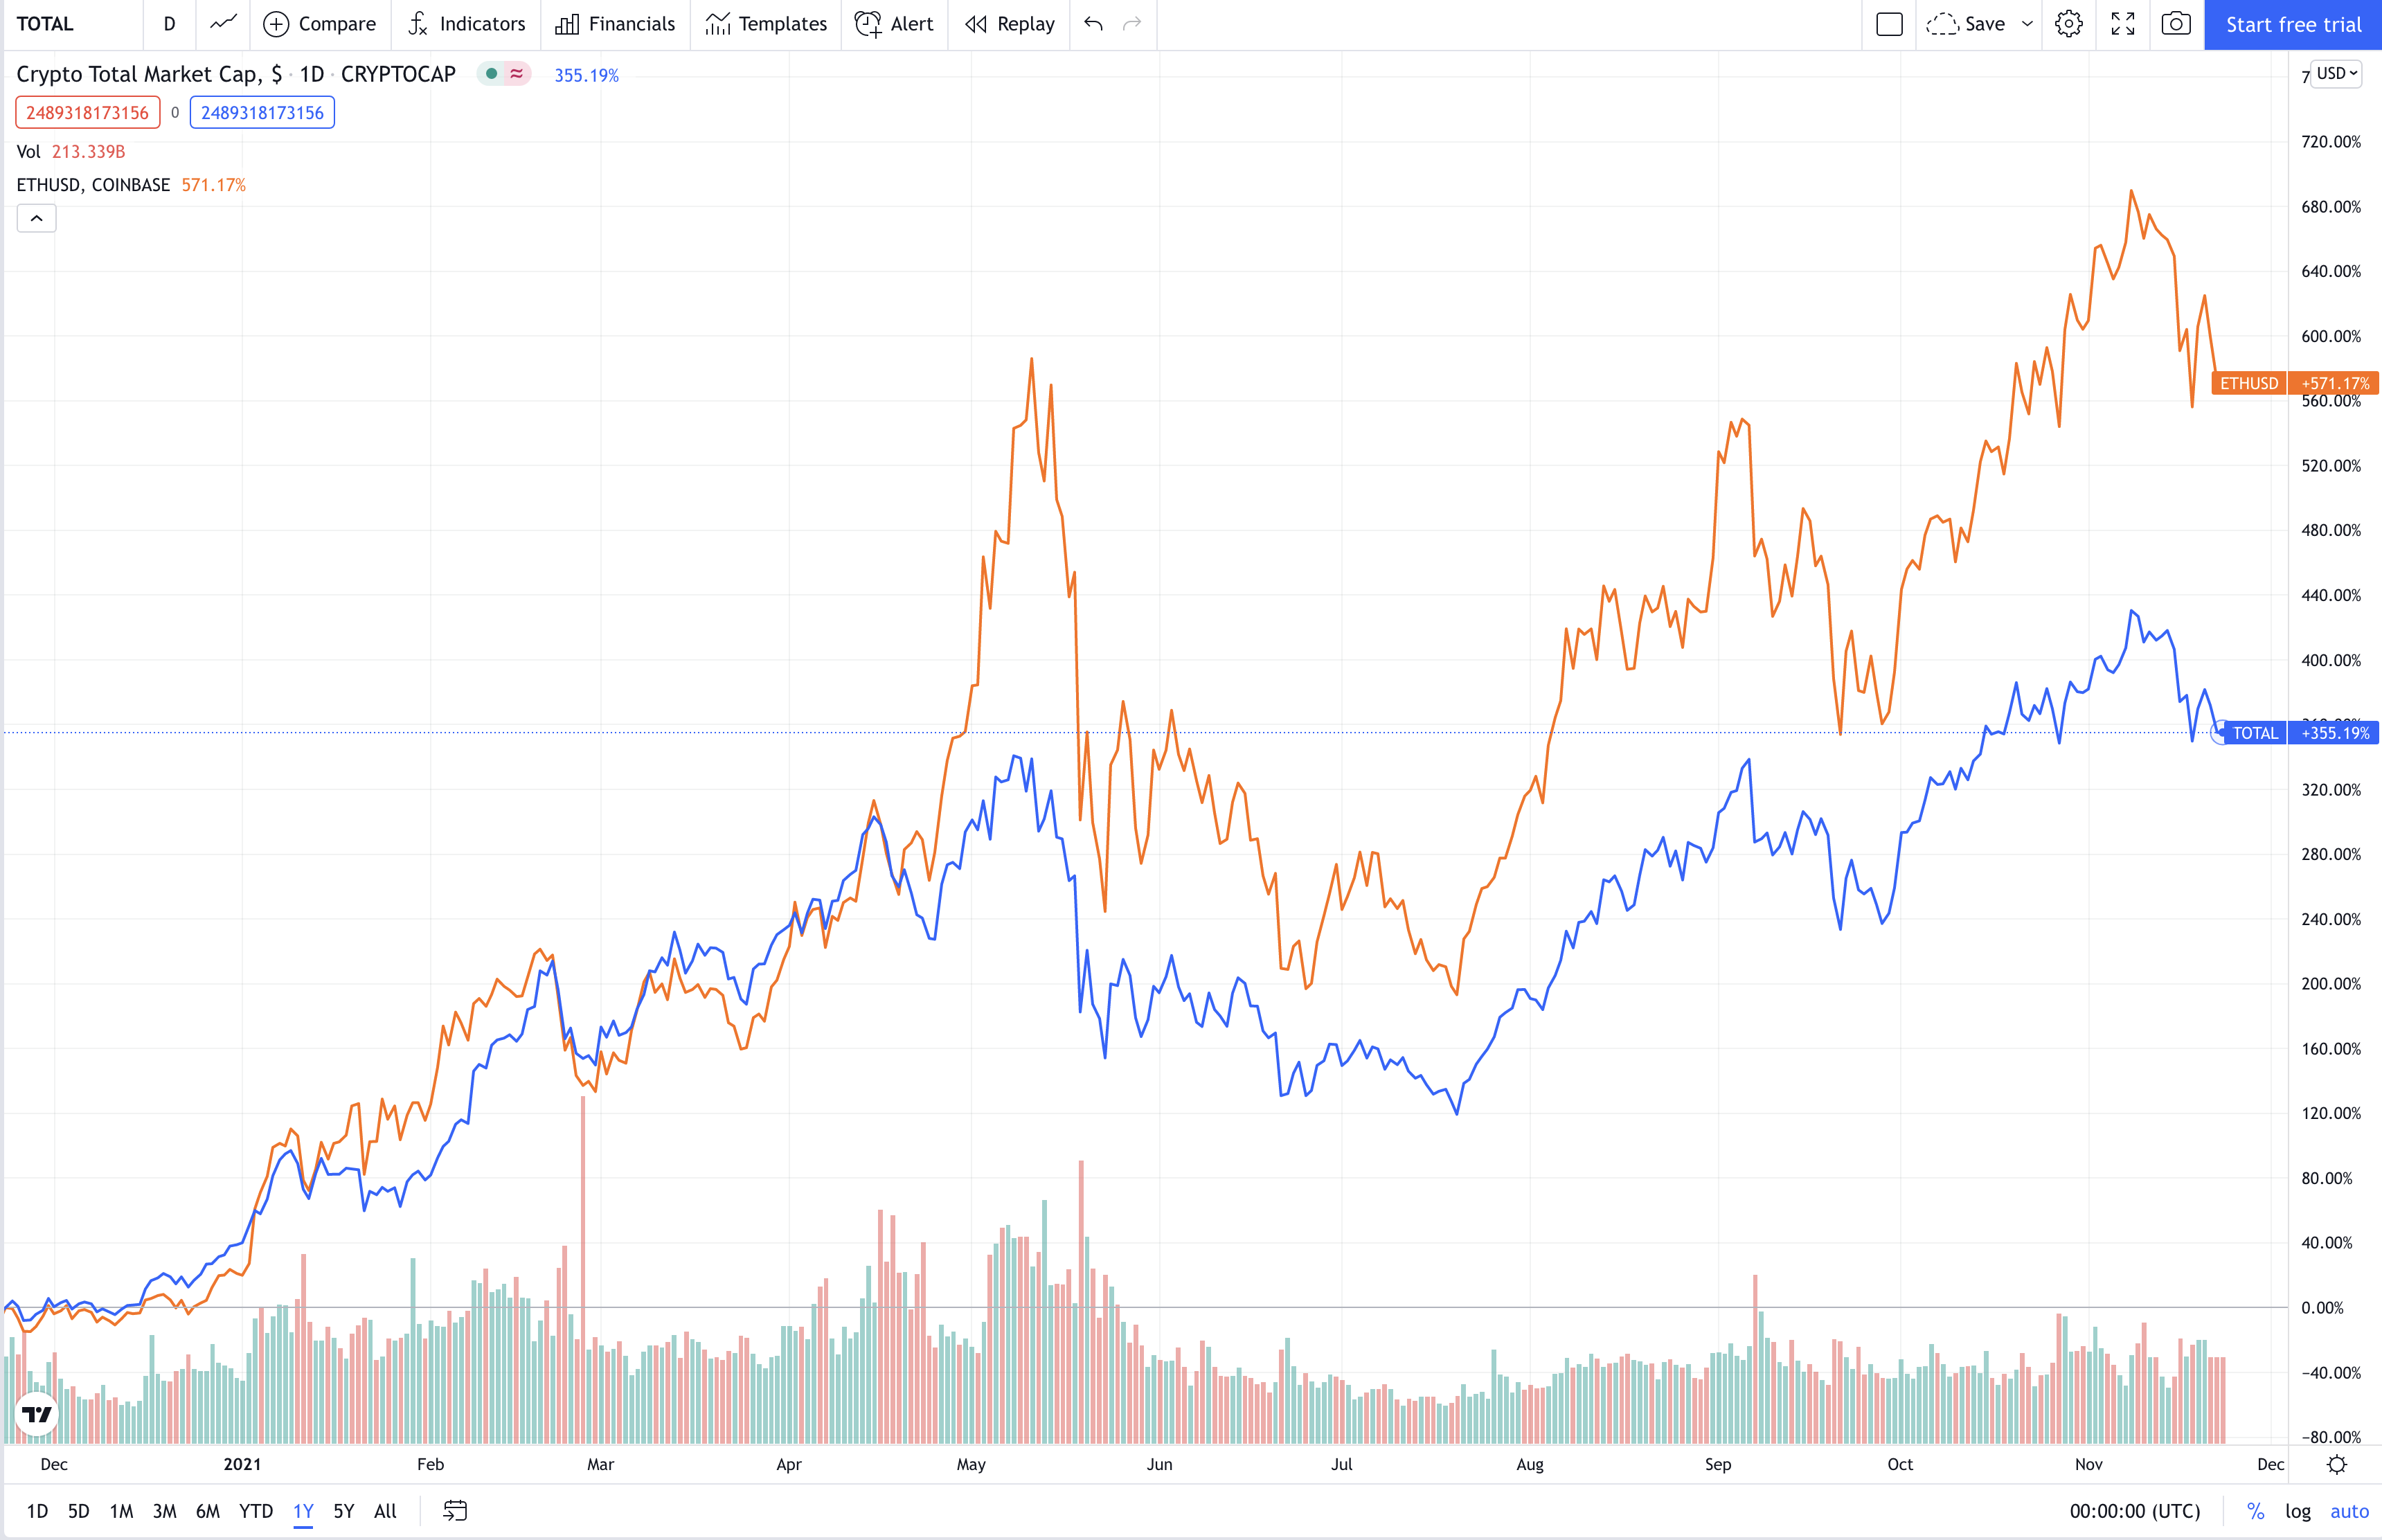 TOTAL D Compare Indicators Financials Templates Alert Replay Save Start free trial
Crypto Total Market Cap, $ · 1D · CRYPTOCAP 355.19%
2489318173156 0 2489318173156
Vol 213.339B
ETHUSD, COINBASE 571.17%
USD
720.00%
680.00%
640.00%
600.00%
ETHUSD +571.17%
560.00%
520.00%
480.00%
440.00%
400.00%
TOTAL +355.19%
320.00%
280.00%
240.00%
200.00%
160.00%
120.00%
80.00%
40.00%
0.00%
−40.00%
−80.00%
Dec 2021 Feb Mar Apr May Jun Jul Aug Sep Oct Nov Dec
1D 5D 1M 3M 6M YTD 1Y 5Y All 00:00:00 (UTC) % log auto